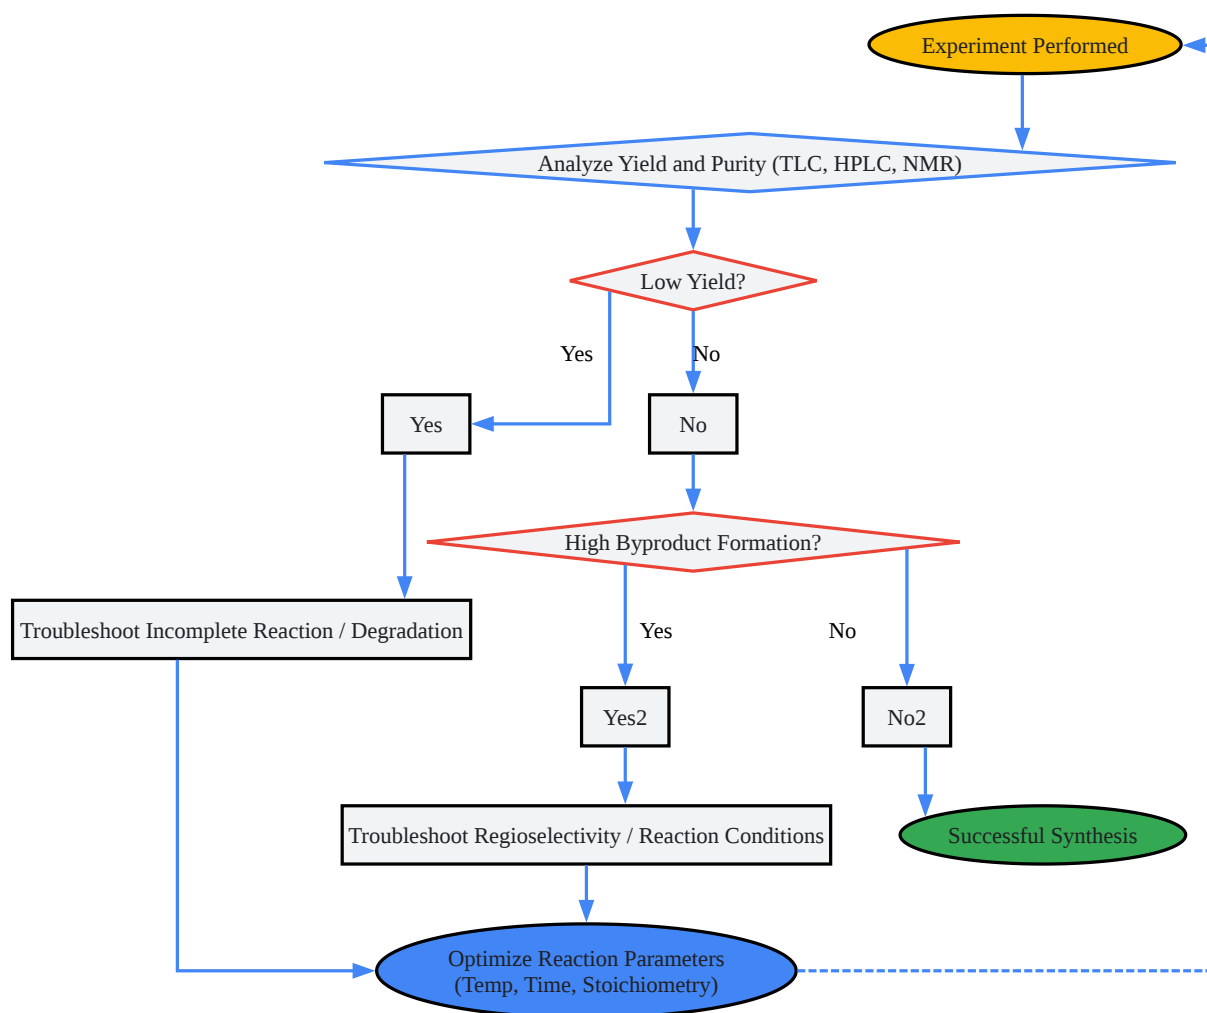 Experiment Performed
Analyze Yield and Purity (TLC, HPLC, NMR)
Low Yield?
Yes
No
Yes
No
High Byproduct Formation?
Troubleshoot Incomplete Reaction / Degradation
Yes
No
Yes2
No2
Troubleshoot Regioselectivity / Reaction Conditions
Successful Synthesis
Optimize Reaction Parameters
(Temp, Time, Stoichiometry)